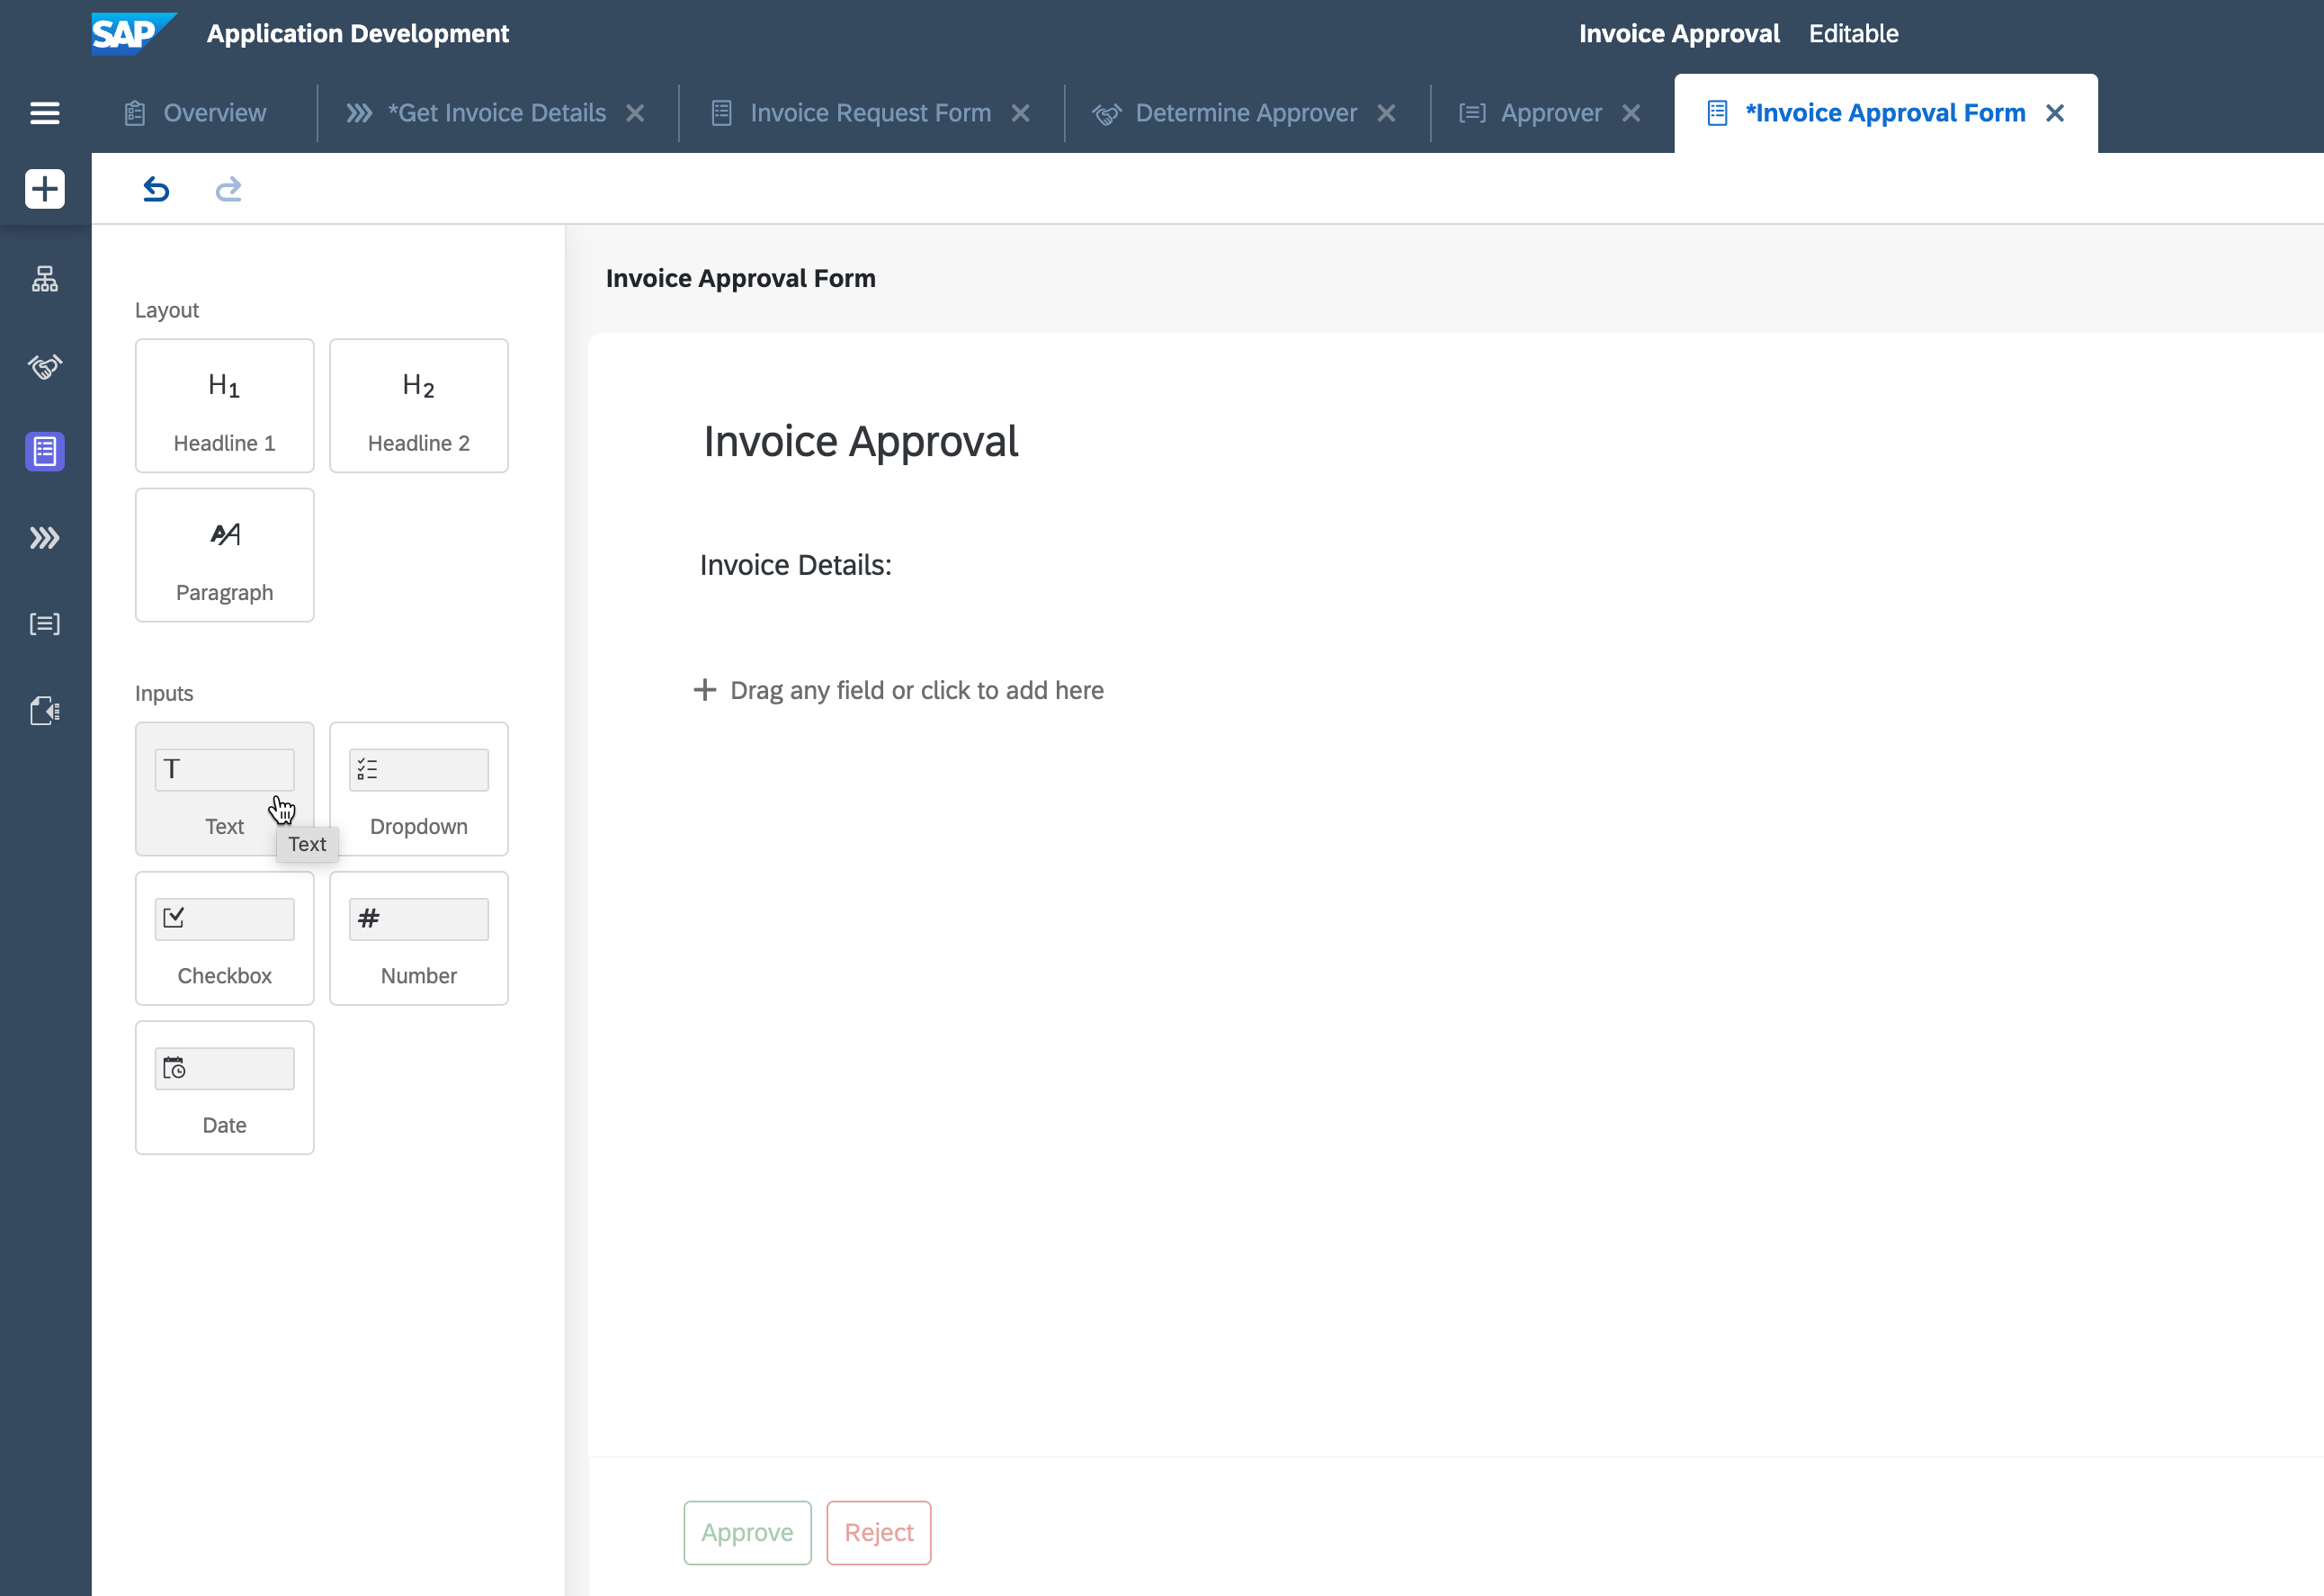 SAP Application Development Invoice Approval Editable
Overview *Get Invoice Details Invoice Request Form Determine Approver Approver *Invoice Approval Form
Invoice Approval Form
Layout
H1 H2
Headline 1 Headline 2
Paragraph
Invoice Approval
Invoice Details:
+ Drag any field or click to add here
Inputs
T
Text Dropdown
Text
#
Checkbox Number
Date
Approve Reject